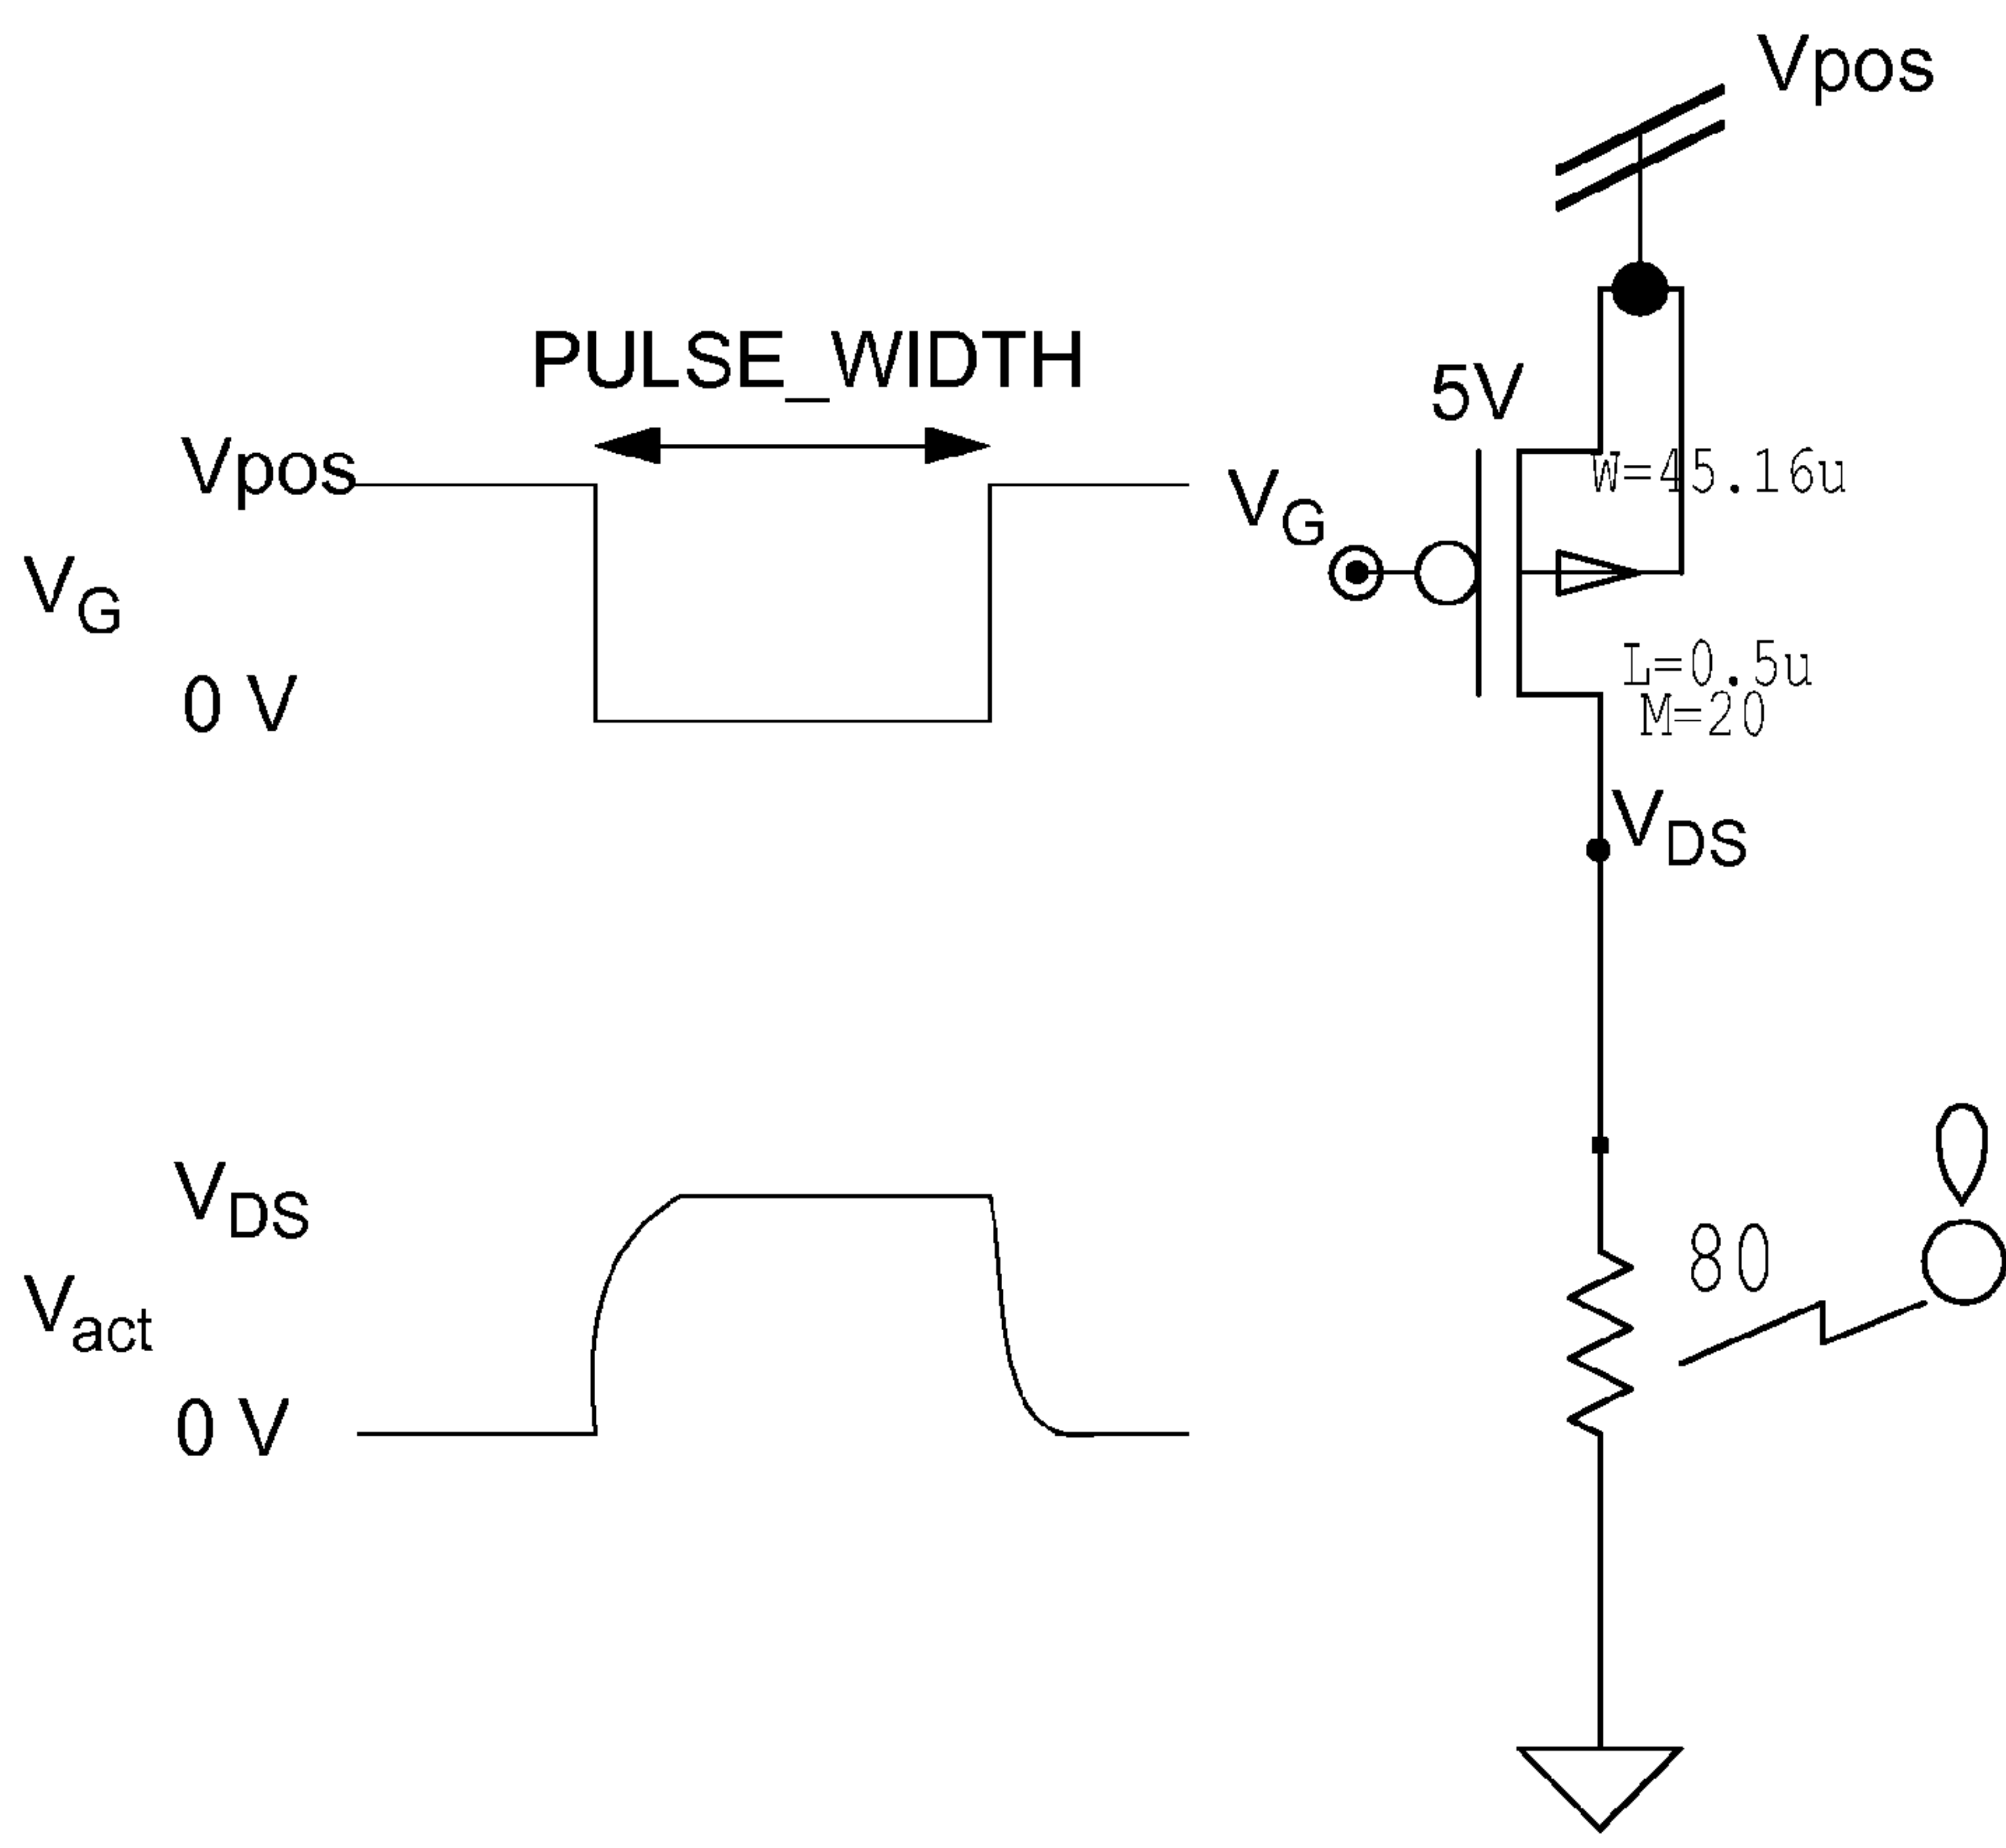 Vpos
PULSE_WIDTH
5V
Vpos
W=45.16u
VG
VG
L=0.5u
0 V
M=20
VDS
VDS
80
Vact
0 V